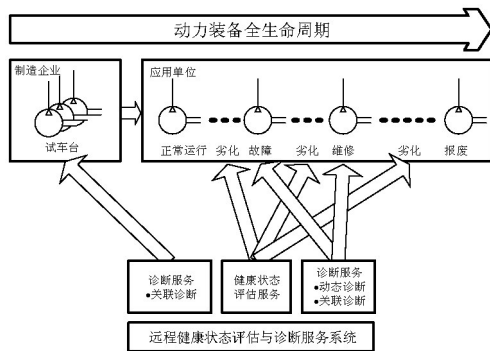 动力装备全生命周期
制造企业
试车台
应用单位
正常运行 劣化 故障 劣化 维修 劣化 报废
诊断服务
●关联诊断
健康状态
评估服务
诊断服务
●动态诊断
●关联诊断
远程健康状态评估与诊断服务系统